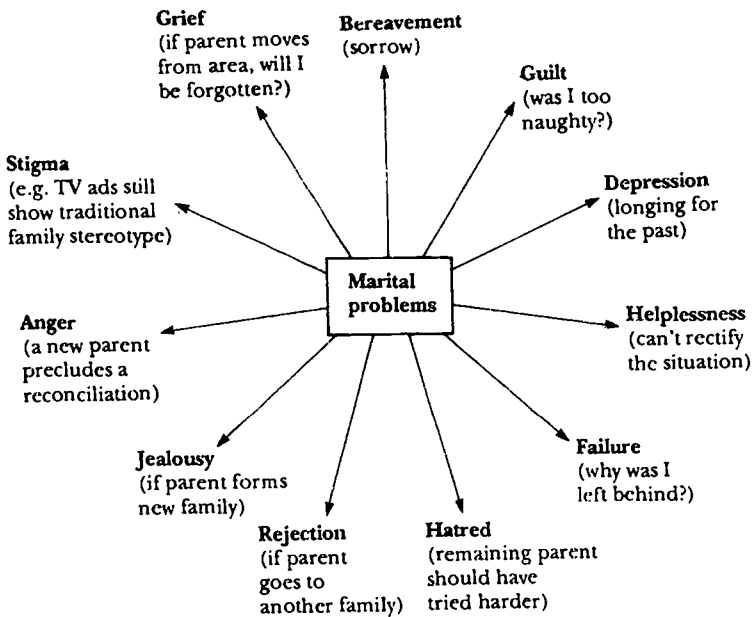 Grief
(if parent moves
from area, will I
be forgotten?)
Bereavement
(sorrow)
Guilt
(was I too
naughty?)
Stigma
(e.g. TV ads still
show traditional
family stereotype)
Depression
(longing for
the past)
Marital
problems
Anger
(a new parent
precludes a
reconciliation)
Helplessness
(can't rectify
the situation)
Jealousy
(if parent forms
new family)
Failure
(why was I
left behind?)
Rejection
(if parent
goes to
another family)
Hatred
(remaining parent
should have
tried harder)